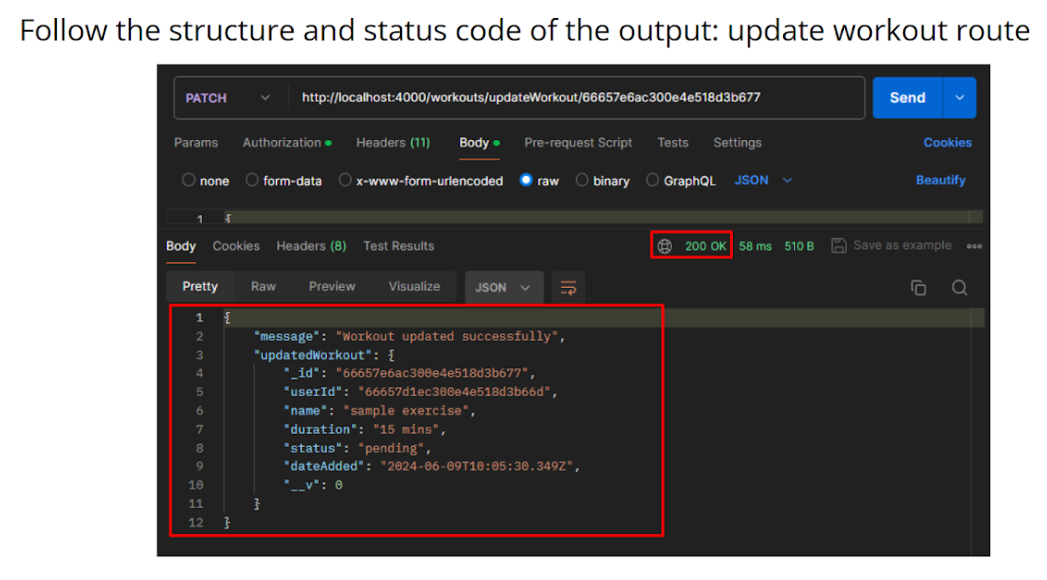 Follow the structure and status code of the output: update workout route
PATCH http://localhost:4000/workouts/updateWorkout/66657e6ac300e4e518d3b677 Send
Params Authorization Headers (11) Body Pre-request Script Tests Settings Cookies
none form-data x-www-form-urlencoded raw binary GraphQL JSON Beautify
1 {
Body Cookies Headers (8) Test Results 200 OK 58 ms 510 B Save as example
Pretty Raw Preview Visualize JSON
1 {
2 "message": "Workout updated successfully",
3 "updatedWorkout": {
4 "_id": "66657e6ac300e4e518d3b677",
5 "userId": "66657d1ec300e4e518d3b66d",
6 "name": "sample exercise",
7 "duration": "15 mins",
8 "status": "pending",
9 "dateAdded": "2024-06-09T10:05:30.349Z",
10 "__v": 0
11 }
12 }